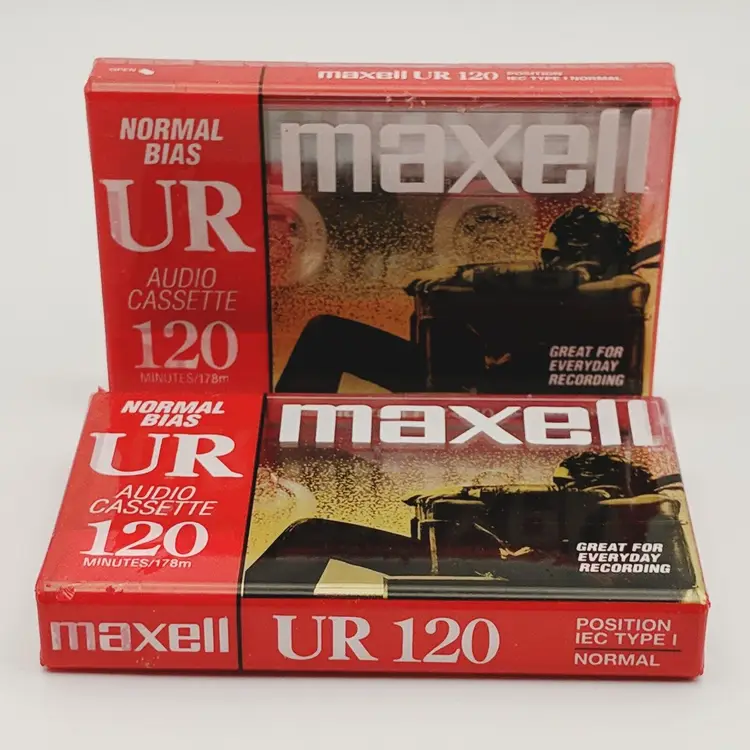 OPEN
maxell UR 120
POSITION
IEC TYPE I NORMAL
NORMAL
BIAS
UR
AUDIO
CASSETTE
120
MINUTES/178m
maxell
GREAT FOR
EVERYDAY
RECORDING
NORMAL
BIAS
UR
AUDIO
CASSETTE
120
MINUTES/178m
maxell
GREAT FOR
EVERYDAY
RECORDING
maxell
UR 120
POSITION
IEC TYPE I
NORMAL